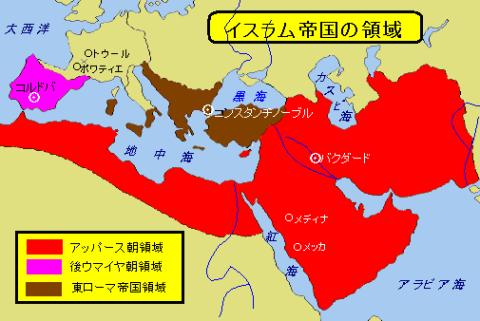 イスラム帝国の領域
大西洋
トゥール
ポワティエ
コルドバ
黒海
カスピ海
コンスタンチノープル
地中海
バクダード
メディナ
メッカ
紅海
アラビア海
アッバース朝領域
後ウマイヤ朝領域
東ローマ帝国領域